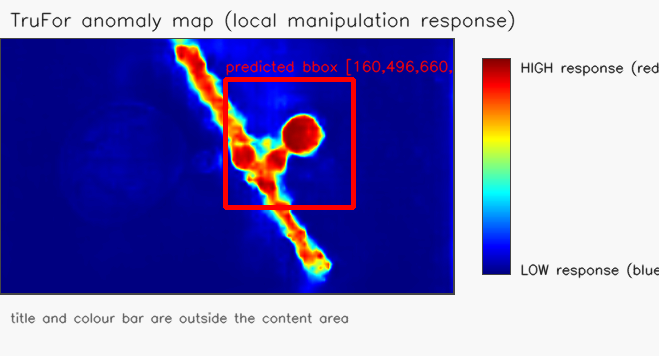 TruFor anomaly map (local manipulation response)
predicted bbox [160,496,660,
HIGH response (red
LOW response (blue
title and colour bar are outside the content area